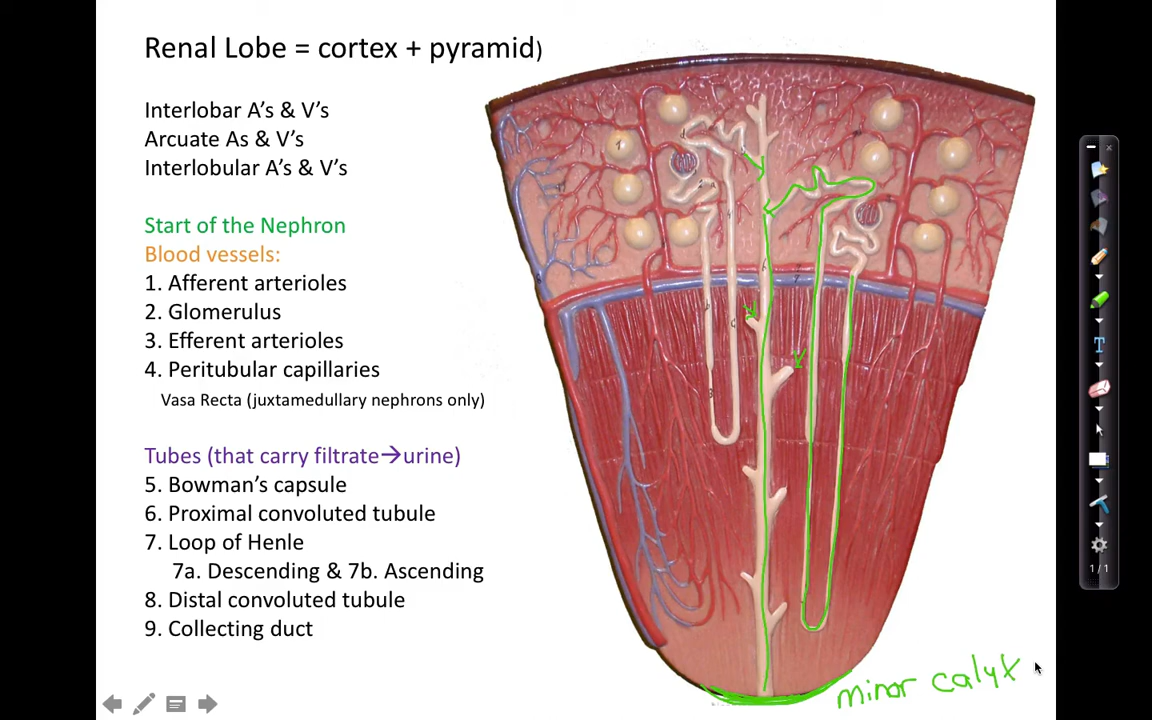 Renal Lobe = cortex + pyramid)
Interlobar A's & V's
Arcuate As & V's
Interlobular A's & V's
Start of the Nephron
Blood vessels:
1. Afferent arterioles
2. Glomerulus
3. Efferent arterioles
4. Peritubular capillaries
Vasa Recta (juxtamedullary nephrons only)
Tubes (that carry filtrate→urine)
5. Bowman's capsule
6. Proximal convoluted tubule
7. Loop of Henle
7a. Descending & 7b. Ascending
8. Distal convoluted tubule
9. Collecting duct
minor calyx
1/1